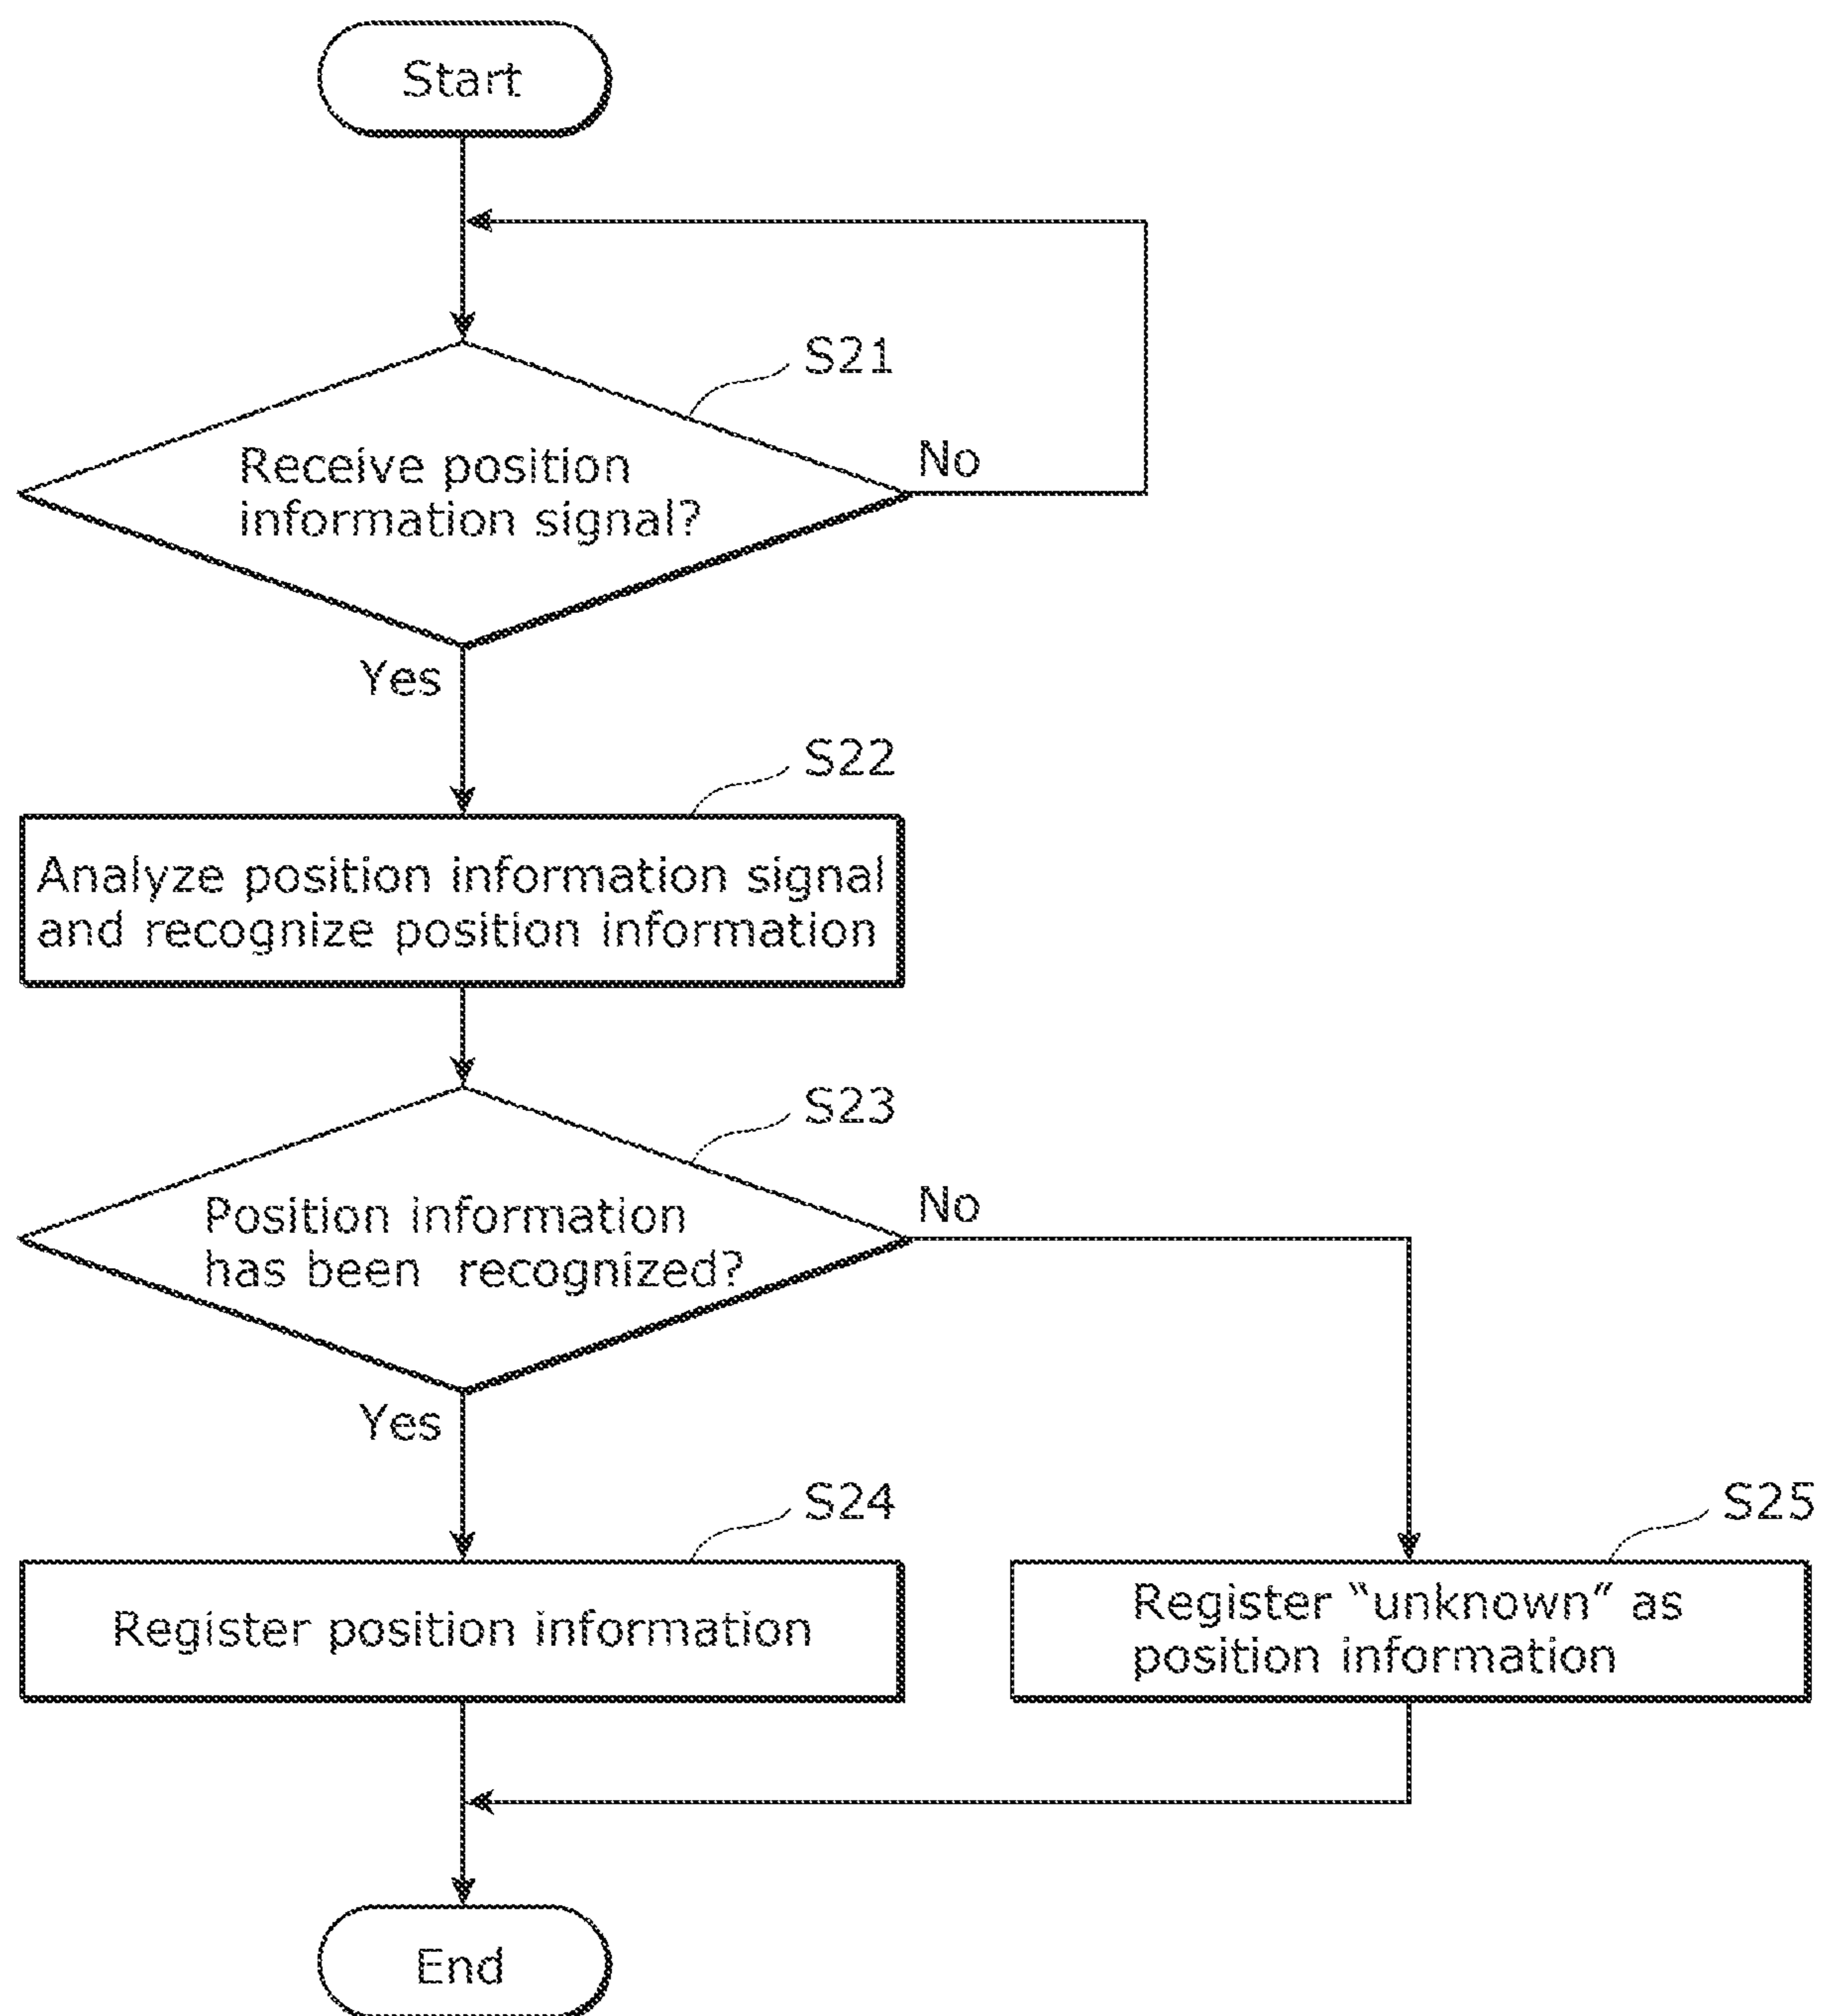 Start
S21
Receive position
information signal?
No
Yes
S22
Analyze position information signal
and recognize position information
S23
Position information
has been recognized?
No
Yes
S24
Register position information
S25
Register “unknown” as
position information
End